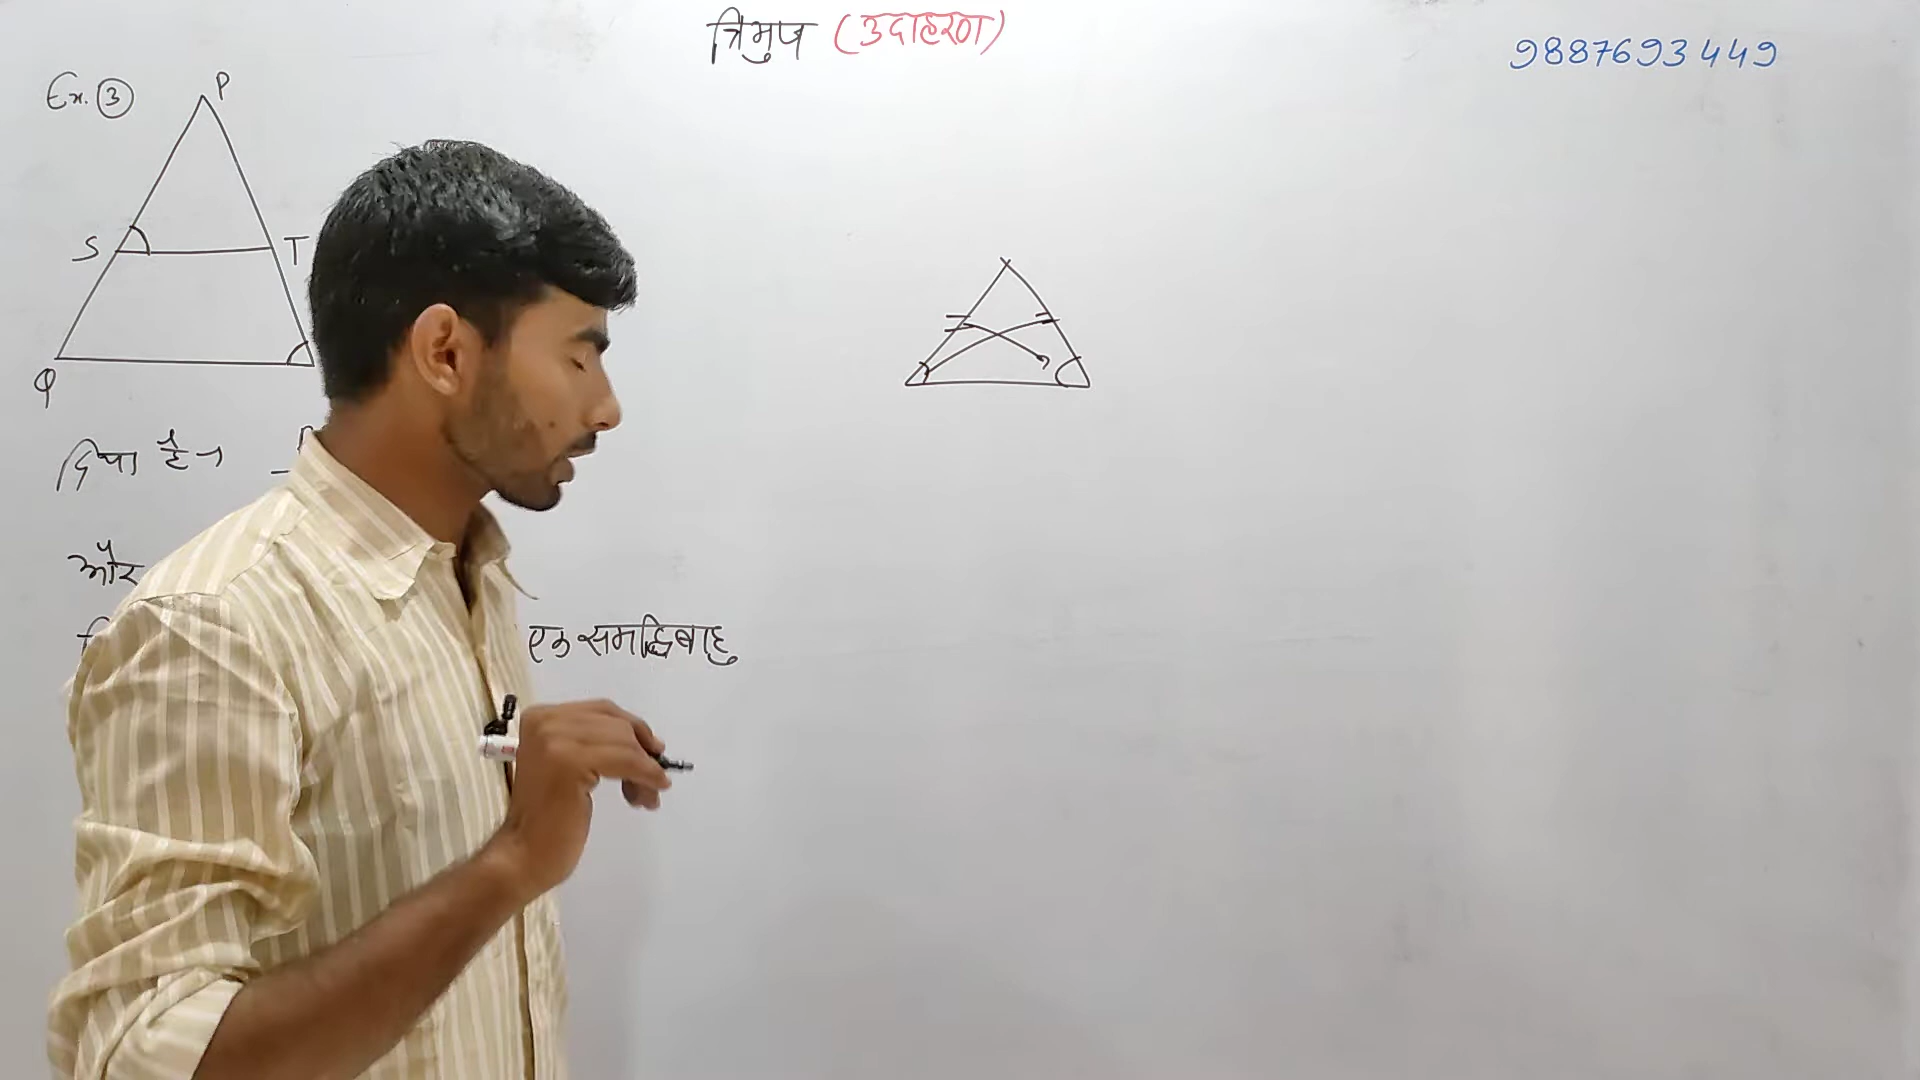 त्रिभुज (उदाहरण)
9887693449
Ex. ③
P
S T
Q
दिया है →
और
एक समद्विबाहु